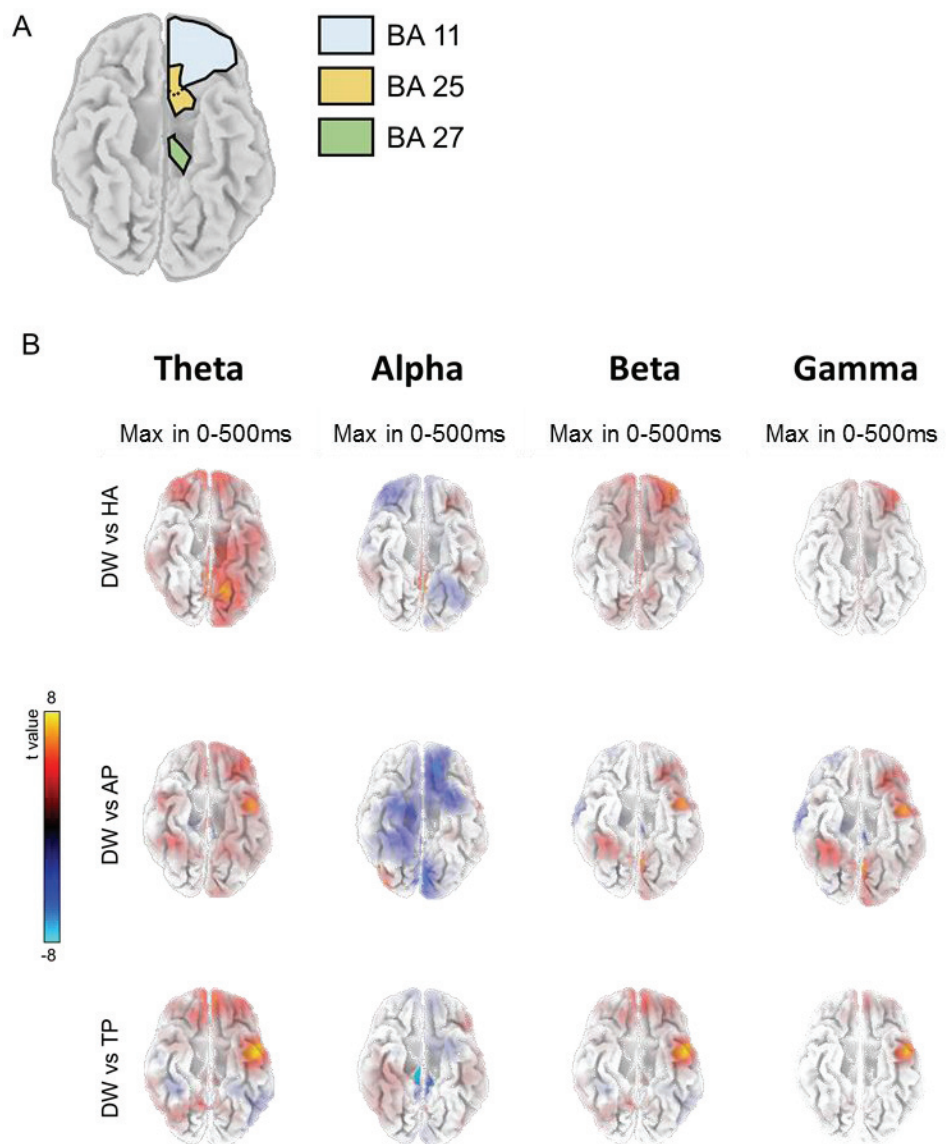 A
BA 11
BA 25
BA 27
B
Theta
Alpha
Beta
Gamma
Max in 0-500ms
Max in 0-500ms
Max in 0-500ms
Max in 0-500ms
DW vs HA
8
t value
-8
DW vs AP
DW vs TP